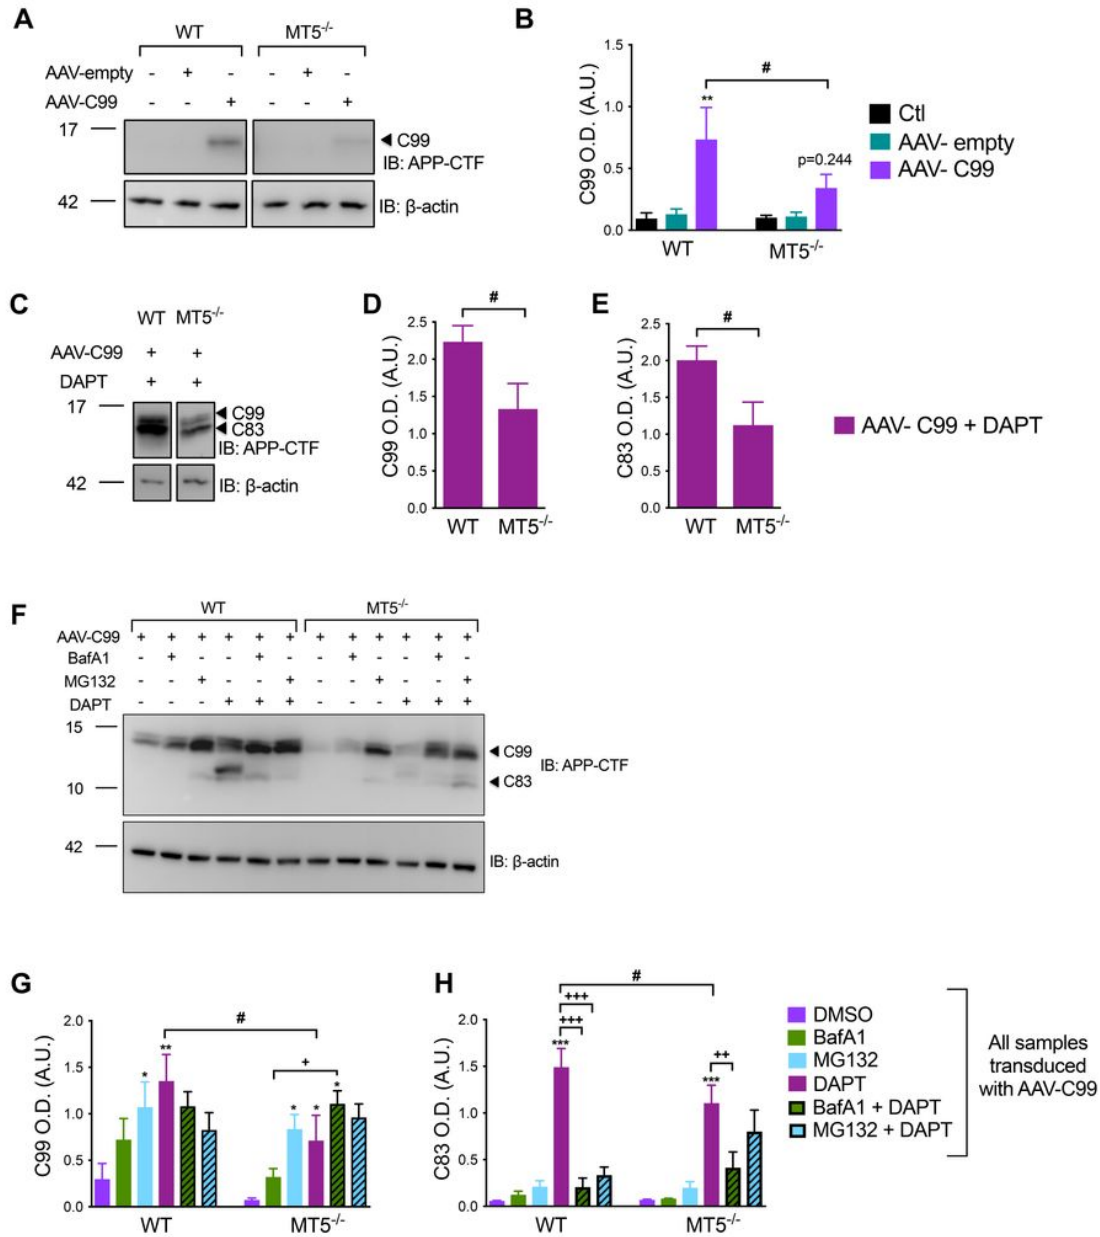 A
WT MT5-/-
AAV-empty - + - - + -
AAV-C99 - - + - - +
17
C99
IB: APP-CTF
42
IB: β-actin
B
C99 O.D. (A.U.)
1.5
1.0
0.5
0.0
#
**
p=0.244
WT MT5-/-
Ctl
AAV- empty
AAV- C99
C
WT MT5-/-
AAV-C99 + +
DAPT + +
17
C99
C83
IB: APP-CTF
42
IB: β-actin
D
C99 O.D. (A.U.)
2.5
2.0
1.5
1.0
0.5
0.0
#
WT MT5-/-
E
C83 O.D. (A.U.)
2.5
2.0
1.5
1.0
0.5
0.0
#
WT MT5-/-
AAV- C99 + DAPT
F
WT MT5-/-
AAV-C99 + + + + + + + + + + + +
BafA1 - + - - + - - + - - + -
MG132 - - + - - + - - + - - +
DAPT - - - + + + - - - + + +
15
C99
IB: APP-CTF
C83
10
42
IB: β-actin
G
C99 O.D. (A.U.)
2.0
1.5
1.0
0.5
0.0
#
* **
+
* * *
WT MT5-/-
H
C83 O.D. (A.U.)
2.0
1.5
1.0
0.5
0.0
#
+++
+++
***
++
***
WT MT5-/-
DMSO
BafA1
MG132
DAPT
BafA1 + DAPT
MG132 + DAPT
All samples
transduced
with AAV-C99